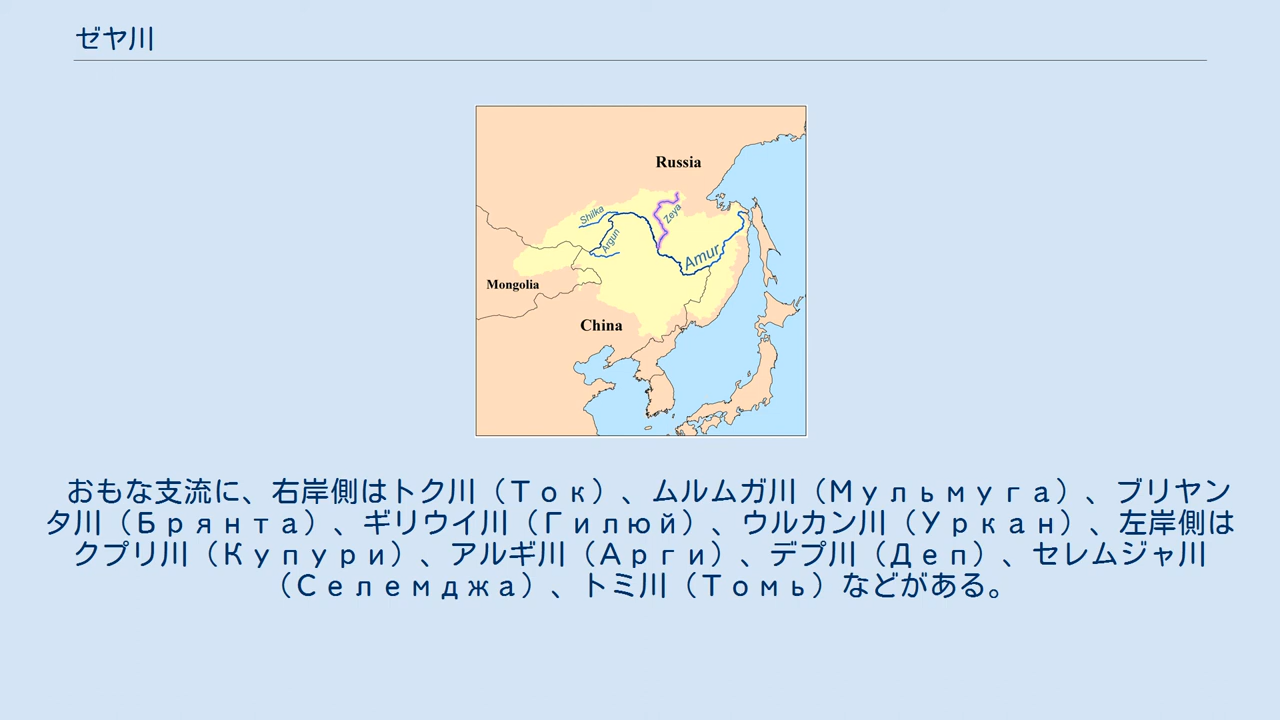 ゼヤ川
Russia
Shilka
Zeya
Argun
Amur
Mongolia
China
おもな支流に、右岸側はトク川（Ток）、ムルムガ川（Мульмуга）、ブリヤン
タ川（Брянта）、ギリウイ川（Гилюй）、ウルカン川（Уркан）、左岸側は
クプリ川（Купури）、アルギ川（Арги）、デプ川（Деп）、セレムジャ川
（Селемджа）、トミ川（Томь）などがある。